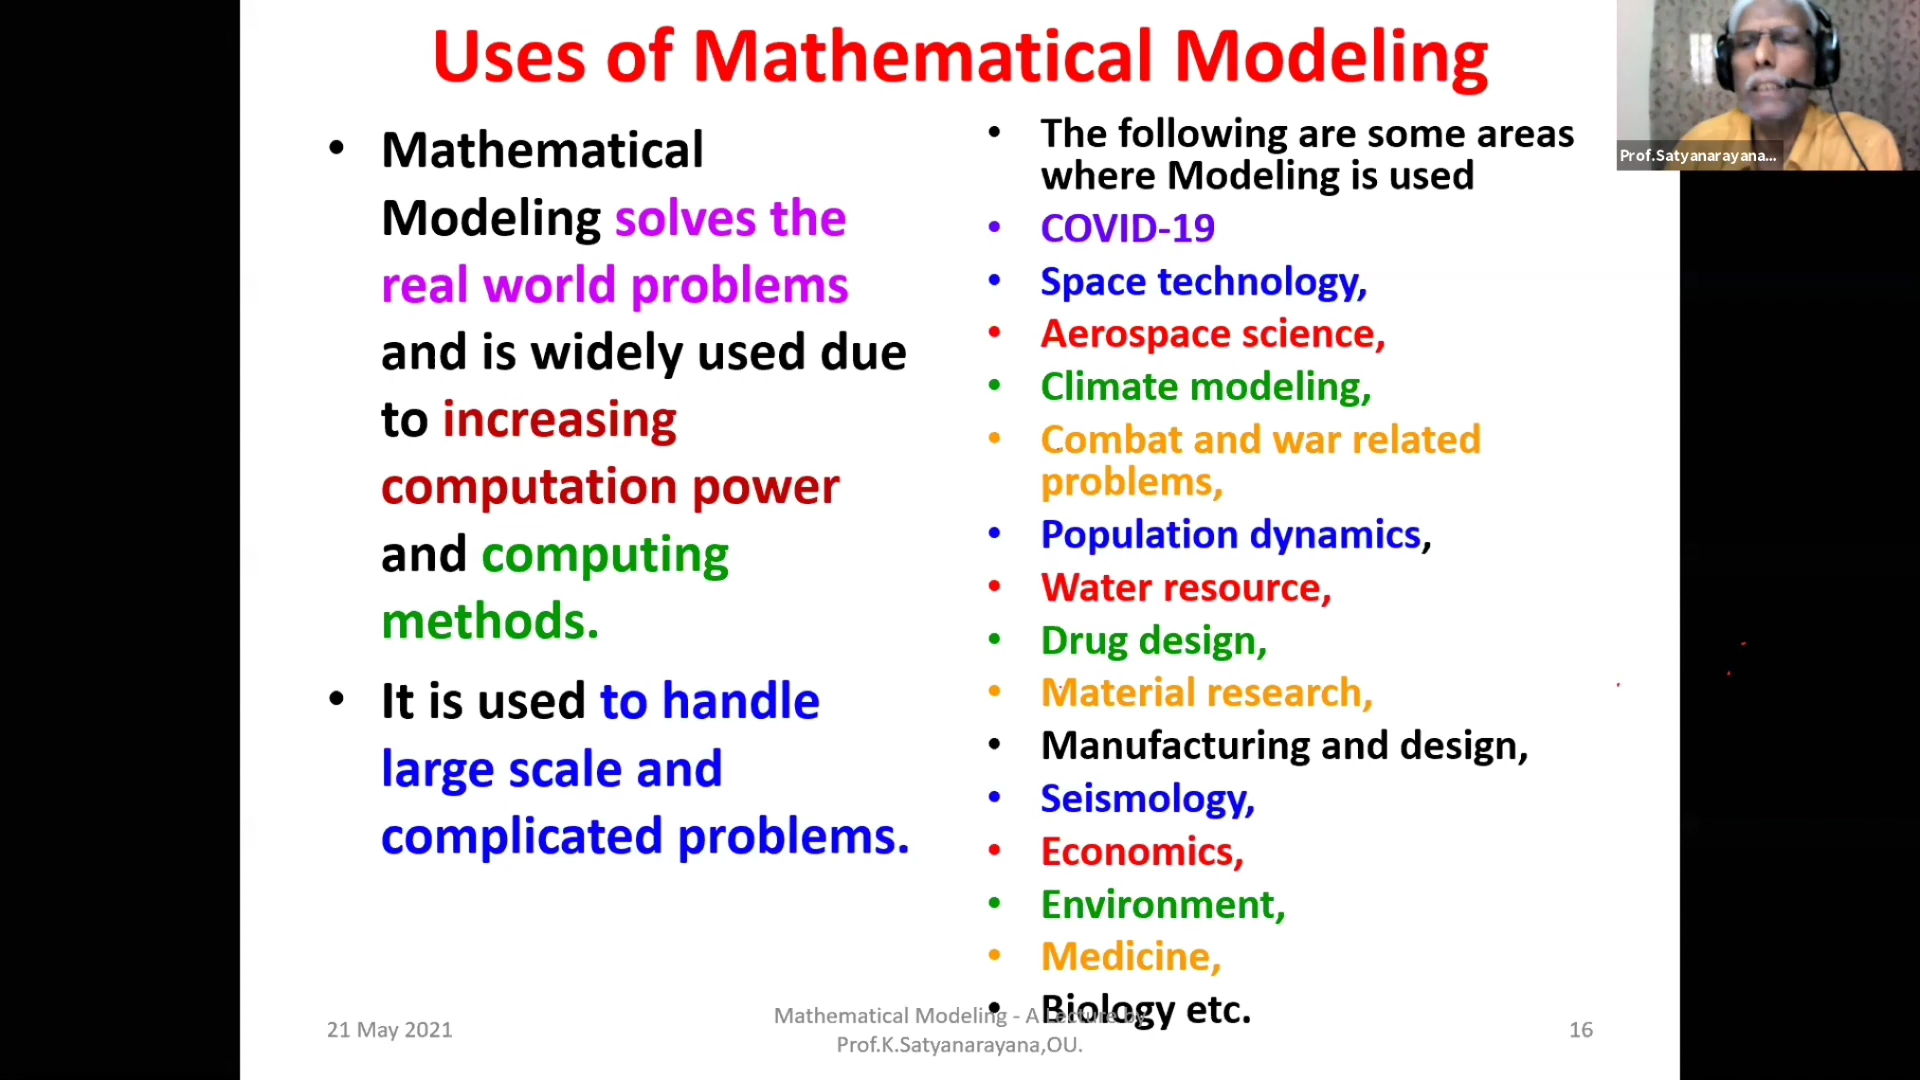 Uses of Mathematical Modeling
• Mathematical
Modeling solves the
real world problems
and is widely used due
to increasing
computation power
and computing
methods.
• It is used to handle
large scale and
complicated problems.
• The following are some areas
where Modeling is used
• COVID-19
• Space technology,
• Aerospace science,
• Climate modeling,
• Combat and war related
problems,
• Population dynamics,
• Water resource,
• Drug design,
• Material research,
• Manufacturing and design,
• Seismology,
• Economics,
• Environment,
• Medicine,
• Biology etc.
Prof.Satyanarayana...
21 May 2021
Mathematical Modeling - A Lecture by
Prof.K.Satyanarayana,OU.
16